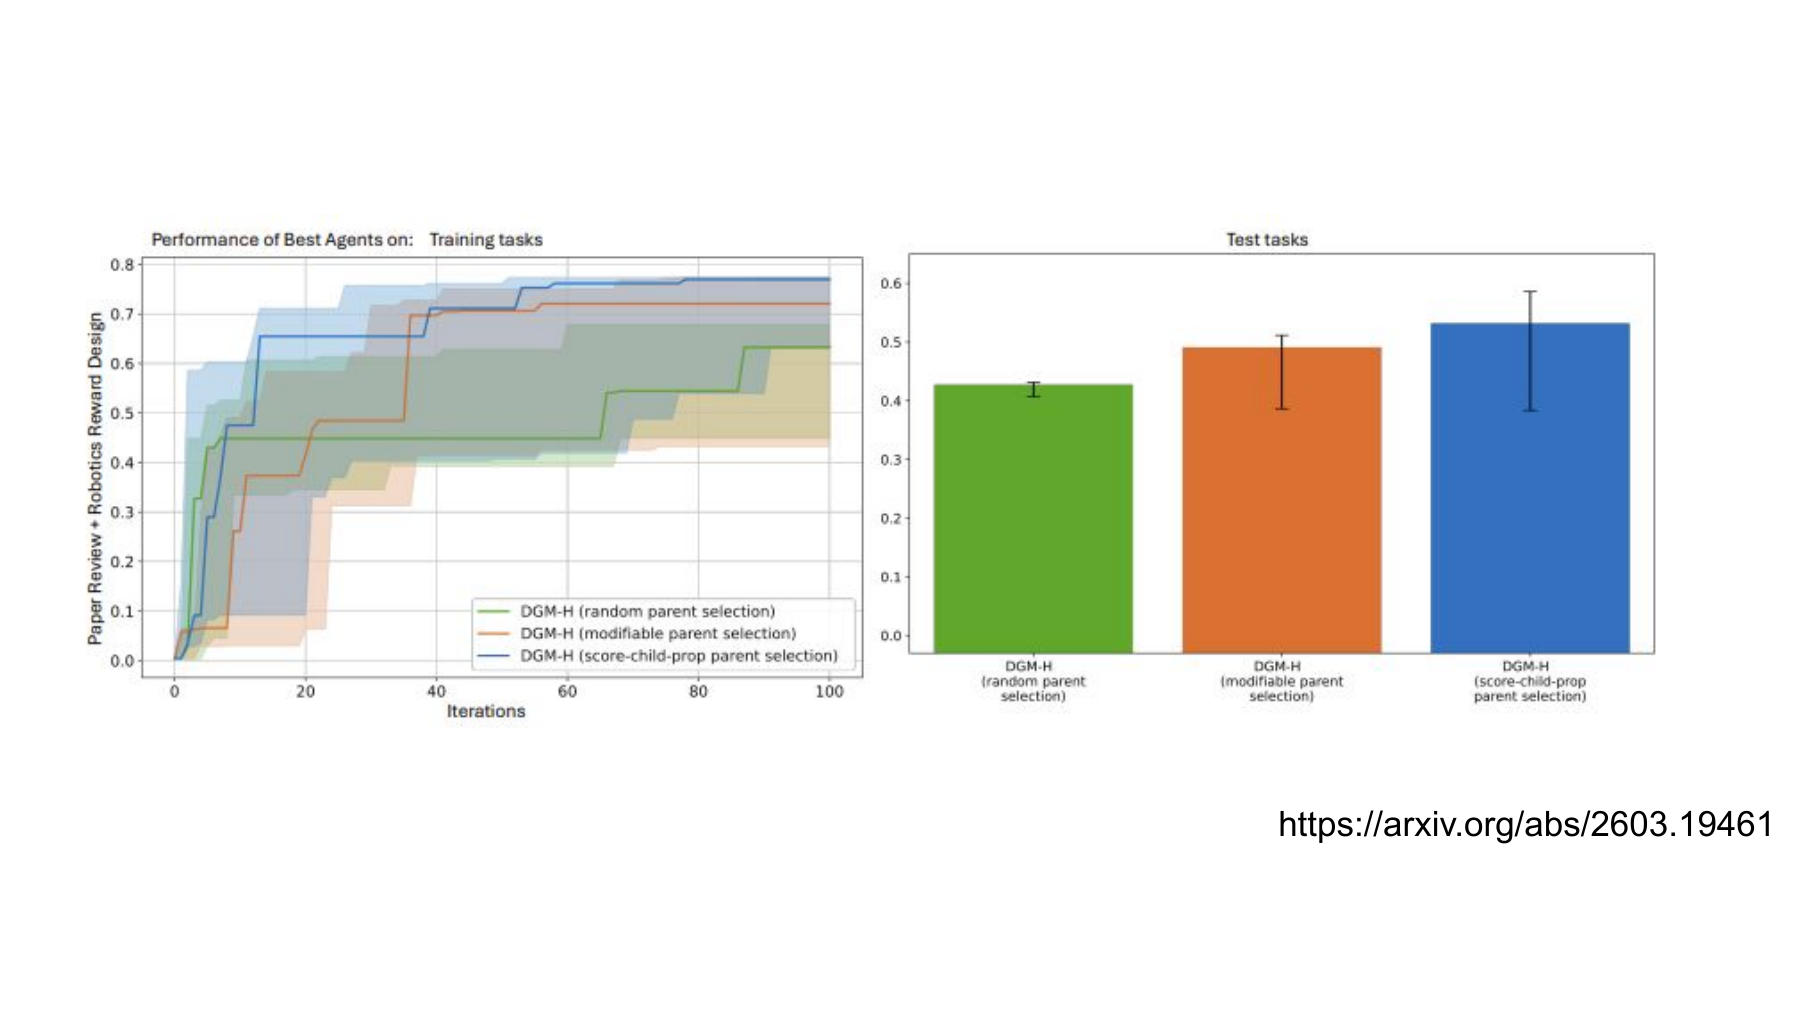 Performance of Best Agents on: Training tasks
Paper Review + Robotics Reward Design
0.8
0.7
0.6
0.5
0.4
0.3
0.2
0.1
0.0
DGM-H (random parent selection)
DGM-H (modifiable parent selection)
DGM-H (score-child-prop parent selection)
0 20 40 60 80 100
Iterations
Test tasks
0.6
0.5
0.4
0.3
0.2
0.1
0.0
DGM-H
(random parent
selection)
DGM-H
(modifiable parent
selection)
DGM-H
(score-child-prop
parent selection)
https://arxiv.org/abs/2603.19461